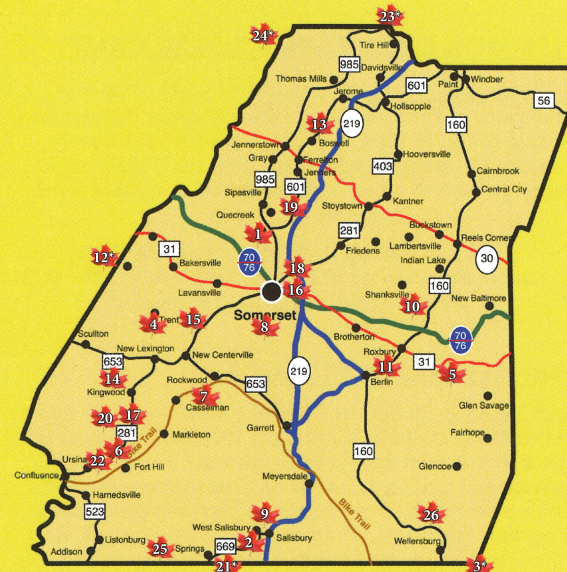 23*
24*
Tire Hill
985
Davidsville
Thomas Mills
601
Paint
Windber
Jerome
56
Hollsopple
219
13
160
Boswell
Jennerstown
Hooversville
Gray
Ferrelton
403
Jenners
Cairnbrook
985
601
Central City
Sipesville
Kantner
Stoystown
19
Quecreek
Buckstown
1
281
Reels Corner
31
Friedens
Lambertsville
12*
70
76
30
Bakersville
18
Indian Lake
Lavansville
16
Shanksville
160
10
New Baltimore
Somerset
Trent
15
4
8
Brotherton
70
76
Scullton
Roxbury
New Lexington
New Centerville
11
31
653
5
219
14
Rockwood
Berlin
Kingwood
653
7
Casselman
Glen Savage
20
17
Garrett
281
Markleton
Fairhope
6
Bike Trail
160
Ursina
22
Fort Hill
Glencoe
Confluence
Meyersdale
Harnedsville
Bike Trail
523
9
26
West Salisbury
Listonburg
2
Salisbury
25
Addison
Springs
669
Wellersburg
21*
3*